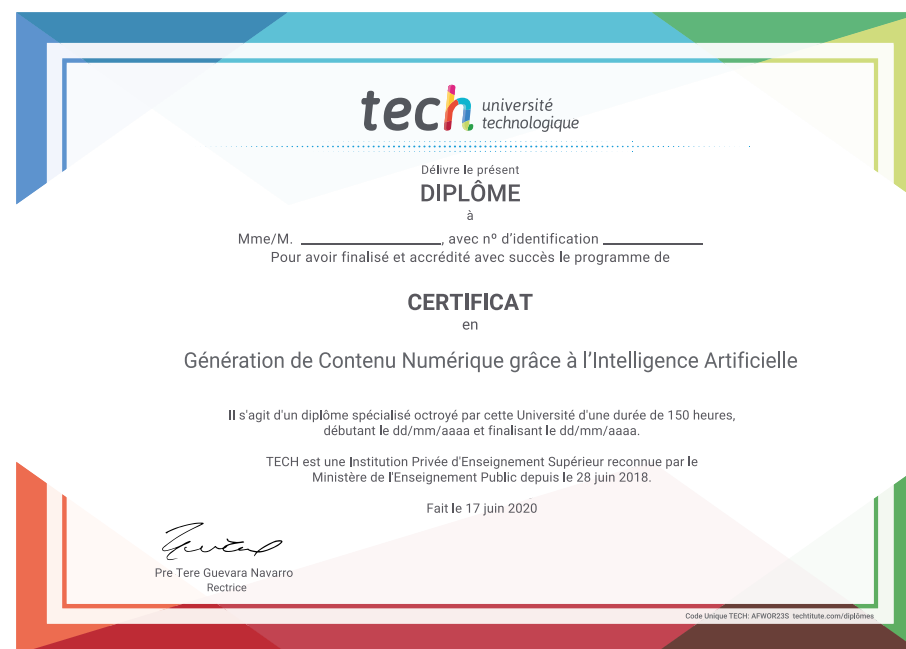 tech université
technologique
Délivre le présent
DIPLÔME
à
Mme/M. ____________________, avec nº d'identification ______________
Pour avoir finalisé et accrédité avec succès le programme de
CERTIFICAT
en
Génération de Contenu Numérique grâce à l'Intelligence Artificielle
Il s'agit d'un diplôme spécialisé octroyé par cette Université d'une durée de 150 heures,
débutant le dd/mm/aaaa et finalisant le dd/mm/aaaa.
TECH est une Institution Privée d'Enseignement Supérieur reconnue par le
Ministère de l'Enseignement Public depuis le 28 juin 2018.
Fait le 17 juin 2020
Pre Tere Guevara Navarro
Rectrice
Code Unique TECH: AFWOR23S techtitute.com/diplômes